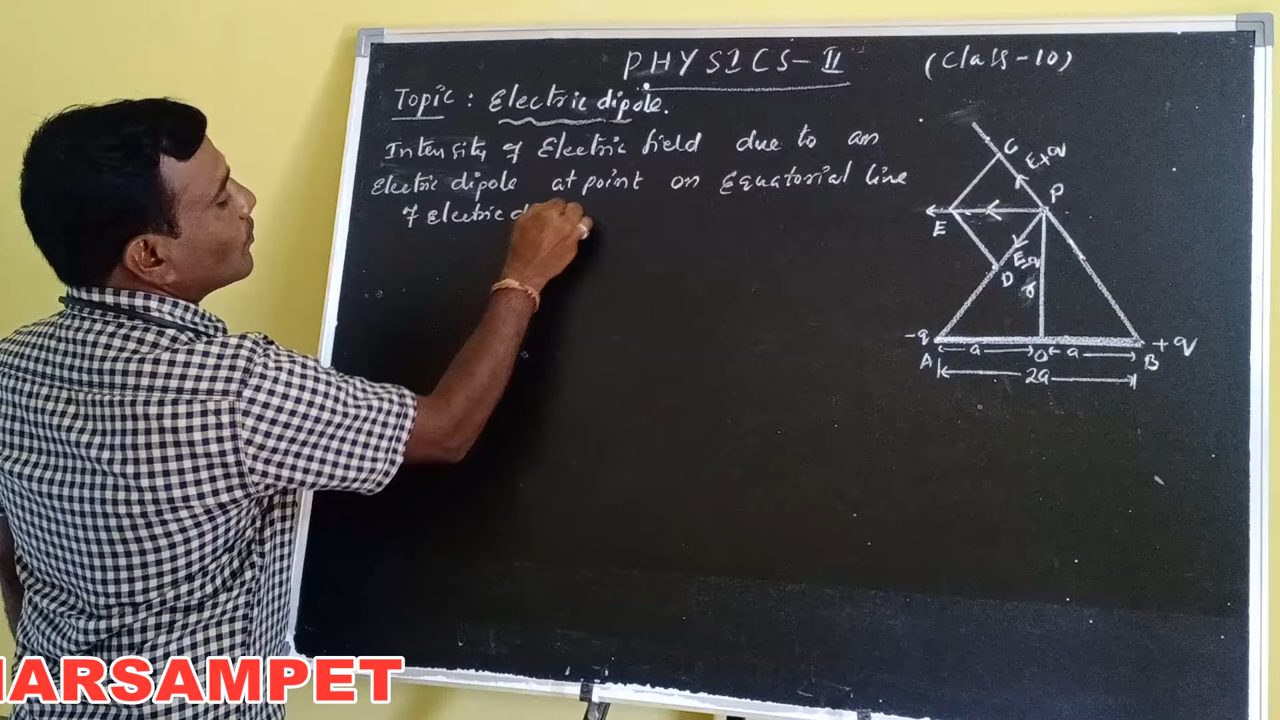 PHYSICS-II
(Class-10)
Topic : Electric dipole.
Intensity of Electric field due to an
Electric dipole at point on Equatorial line
of Electric d
C
E+q
P
E
E-q
D
r
-q
+q
a
O
a
A
B
2a
NARSAMPET